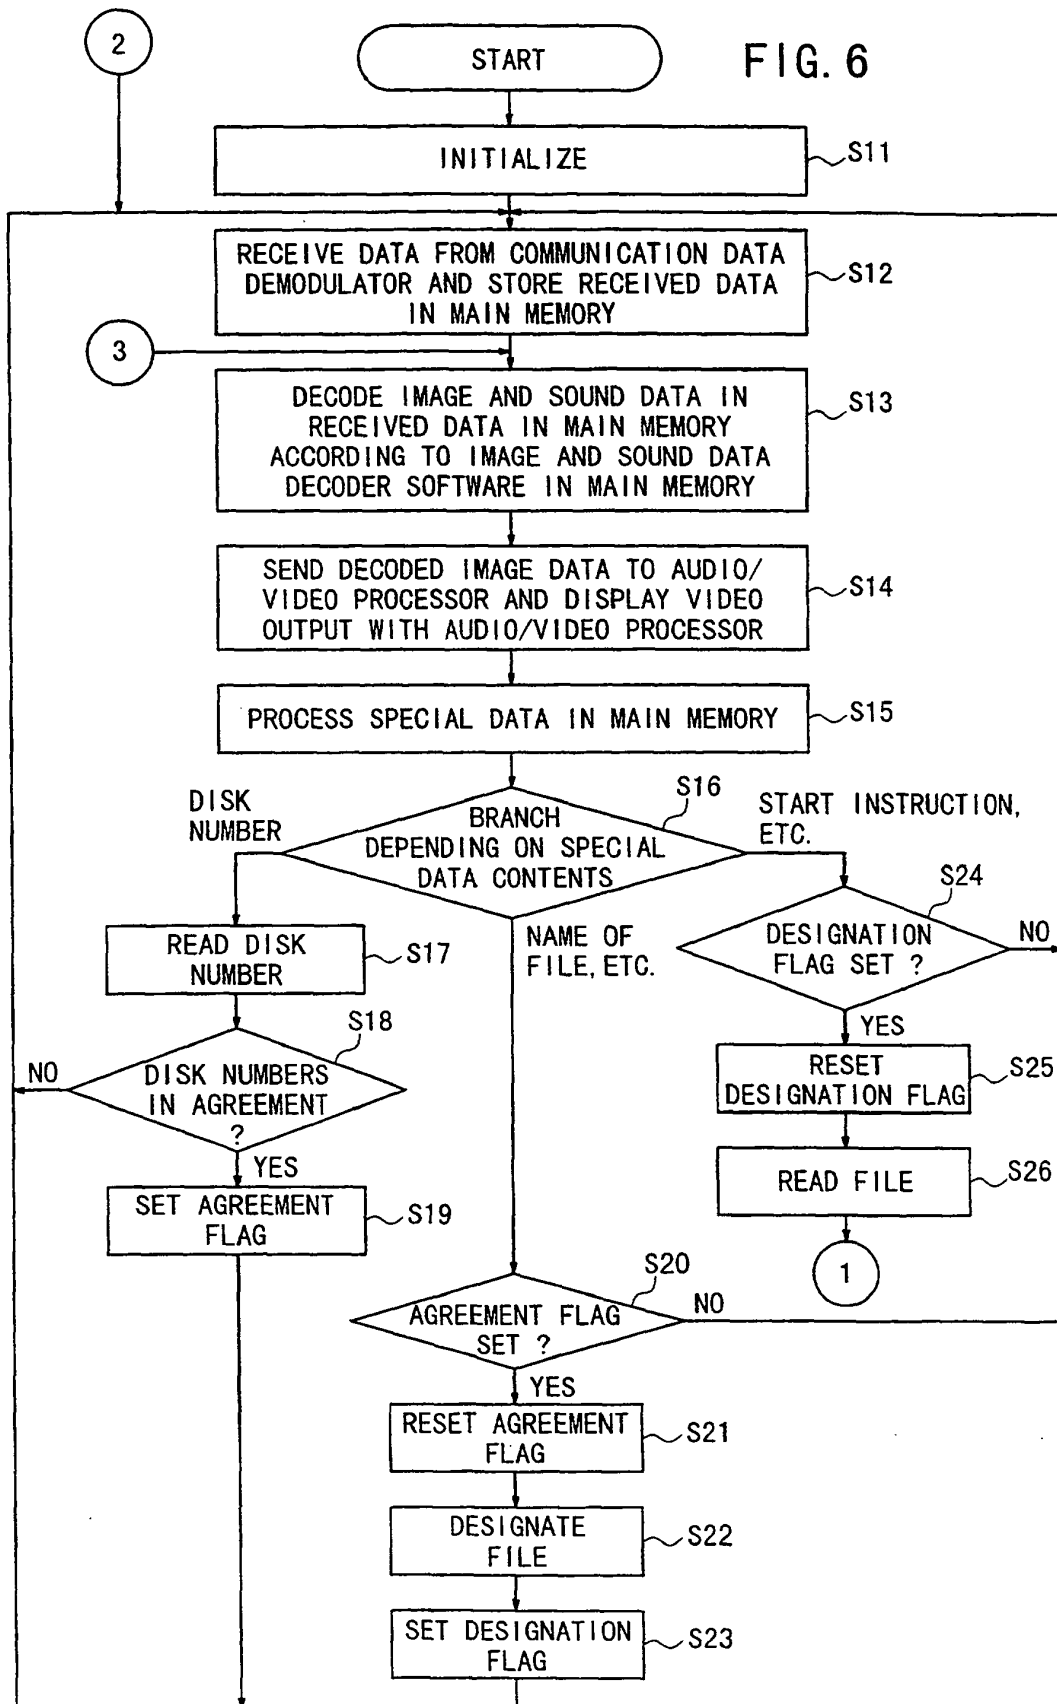 2
START
FIG. 6
INITIALIZE
S11
RECEIVE DATA FROM COMMUNICATION DATA
DEMODULATOR AND STORE RECEIVED DATA
IN MAIN MEMORY
S12
3
DECODE IMAGE AND SOUND DATA IN
RECEIVED DATA IN MAIN MEMORY
ACCORDING TO IMAGE AND SOUND DATA
DECODER SOFTWARE IN MAIN MEMORY
S13
SEND DECODED IMAGE DATA TO AUDIO/
VIDEO PROCESSOR AND DISPLAY VIDEO
OUTPUT WITH AUDIO/VIDEO PROCESSOR
S14
PROCESS SPECIAL DATA IN MAIN MEMORY
S15
BRANCH
DEPENDING ON SPECIAL
DATA CONTENTS
S16
DISK
NUMBER
START INSTRUCTION,
ETC.
NAME OF
FILE, ETC.
READ DISK
NUMBER
S17
DISK NUMBERS
IN AGREEMENT
?
S18
NO
YES
SET AGREEMENT
FLAG
S19
DESIGNATION
FLAG SET ?
S24
NO
YES
RESET
DESIGNATION FLAG
S25
READ FILE
S26
1
AGREEMENT FLAG
SET ?
S20
NO
YES
RESET AGREEMENT
FLAG
S21
DESIGNATE
FILE
S22
SET DESIGNATION
FLAG
S23